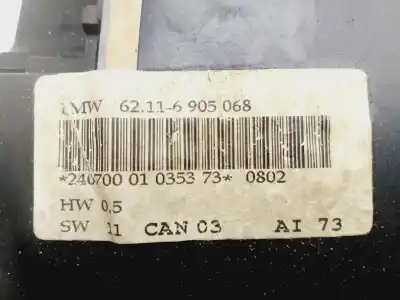 BMW 62.11-6 905 068
*240700 01 0353 73* 0802
HW 0.5
SW 11 CAN 03 AI 73